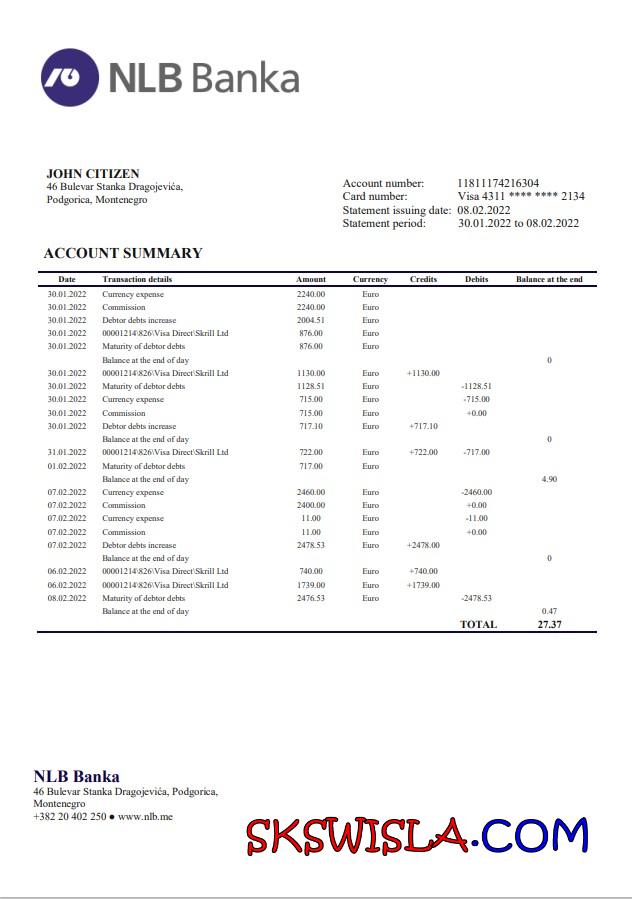 NLB Banka
JOHN CITIZEN
46 Bulevar Stanka Dragojevića,
Podgorica, Montenegro
Account number: 11811174216304
Card number: Visa 4311 **** **** 2134
Statement issuing date: 08.02.2022
Statement period: 30.01.2022 to 08.02.2022
ACCOUNT SUMMARY
Date Transaction details Amount Currency Credits Debits Balance at the end
30.01.2022 Currency expense 2240.00 Euro
30.01.2022 Commission 2240.00 Euro
30.01.2022 Debtor debts increase 2004.51 Euro
30.01.2022 00001214\826\Visa Direct\Skrill Ltd 876.00 Euro
30.01.2022 Maturity of debtor debts 876.00 Euro
Balance at the end of day 0
30.01.2022 00001214\826\Visa Direct\Skrill Ltd 1130.00 Euro +1130.00
30.01.2022 Maturity of debtor debts 1128.51 Euro -1128.51
30.01.2022 Currency expense 715.00 Euro -715.00
30.01.2022 Commission 715.00 Euro +0.00
30.01.2022 Debtor debts increase 717.10 Euro +717.10
Balance at the end of day 0
31.01.2022 00001214\826\Visa Direct\Skrill Ltd 722.00 Euro +722.00 -717.00
01.02.2022 Maturity of debtor debts 717.00 Euro
Balance at the end of day 4.90
07.02.2022 Currency expense 2460.00 Euro -2460.00
07.02.2022 Commission 2400.00 Euro +0.00
07.02.2022 Currency expense 11.00 Euro -11.00
07.02.2022 Commission 11.00 Euro +0.00
07.02.2022 Debtor debts increase 2478.53 Euro +2478.00
Balance at the end of day 0
06.02.2022 00001214\826\Visa Direct\Skrill Ltd 740.00 Euro +740.00
06.02.2022 00001214\826\Visa Direct\Skrill Ltd 1739.00 Euro +1739.00
08.02.2022 Maturity of debtor debts 2476.53 Euro -2478.53
Balance at the end of day 0.47
TOTAL 27.37
NLB Banka
46 Bulevar Stanka Dragojevića, Podgorica,
Montenegro
+382 20 402 250 ● www.nlb.me
SKSWISLA.COM